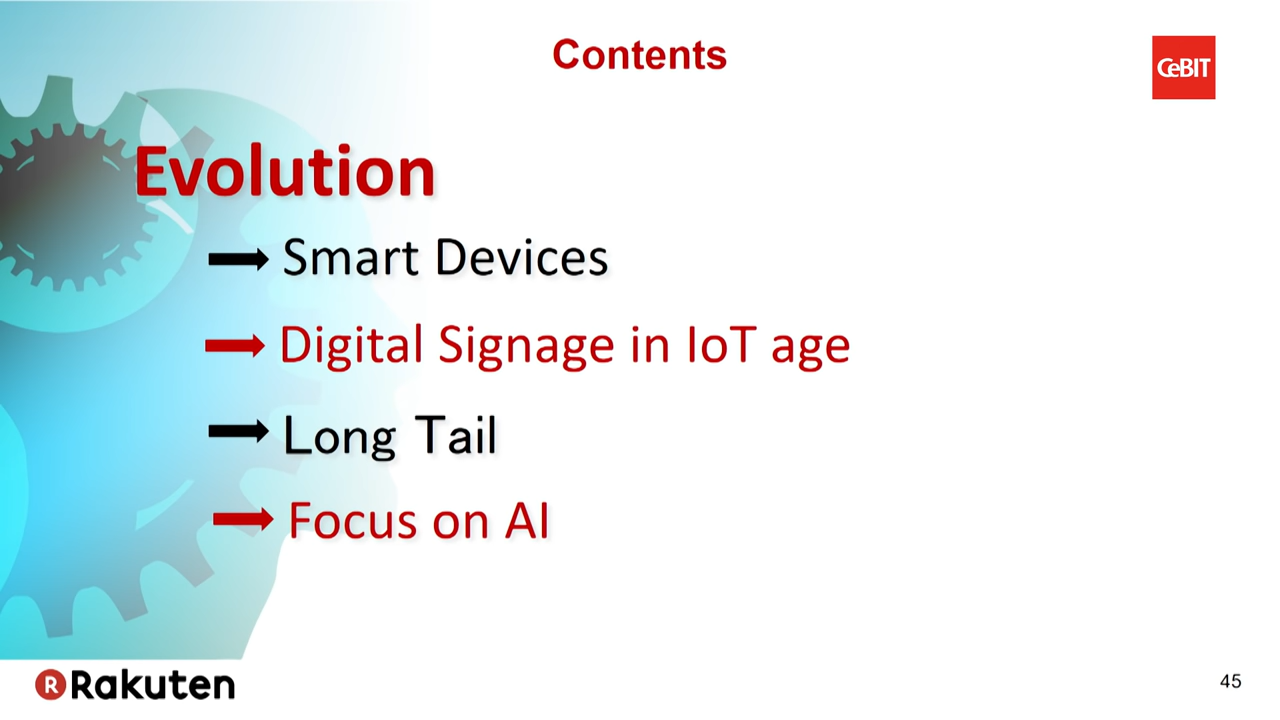 Contents
CeBIT
Evolution
Smart Devices
Digital Signage in IoT age
Long Tail
Focus on AI
R Rakuten
45